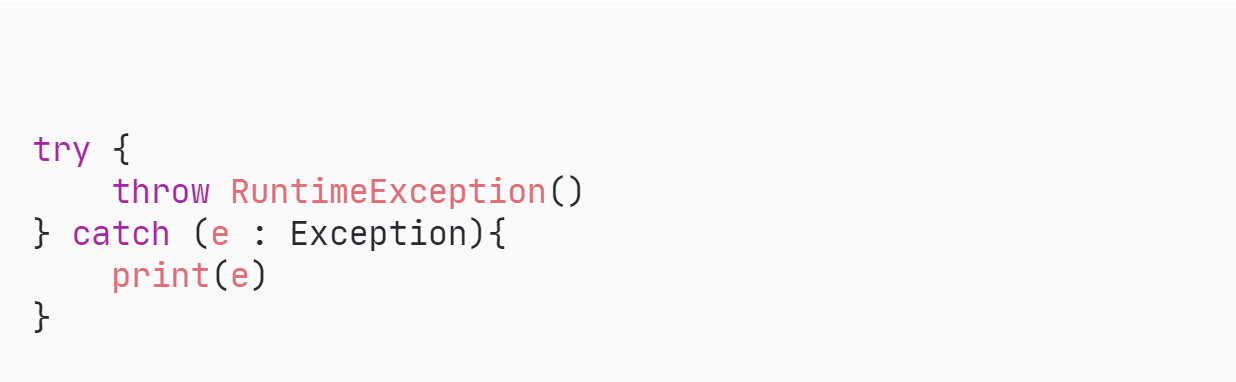 try {
    throw RuntimeException()
} catch (e : Exception){
    print(e)
}